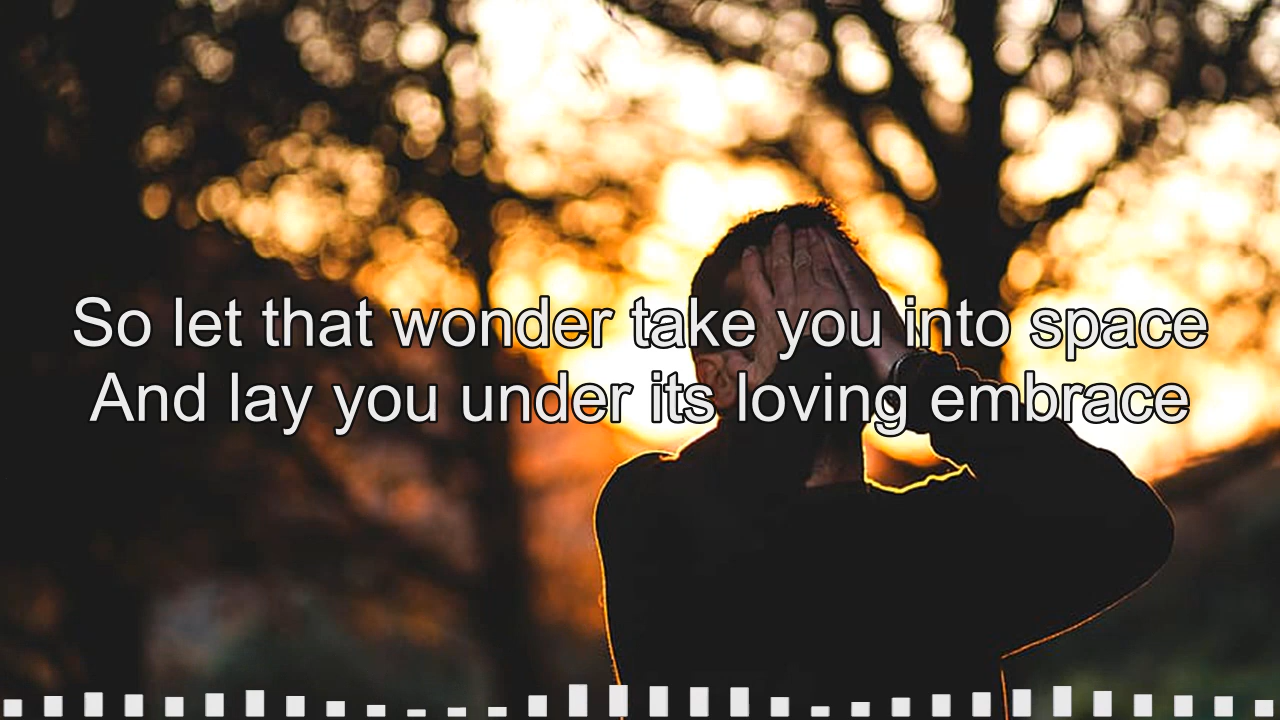 So let that wonder take you into space
And lay you under its loving embrace